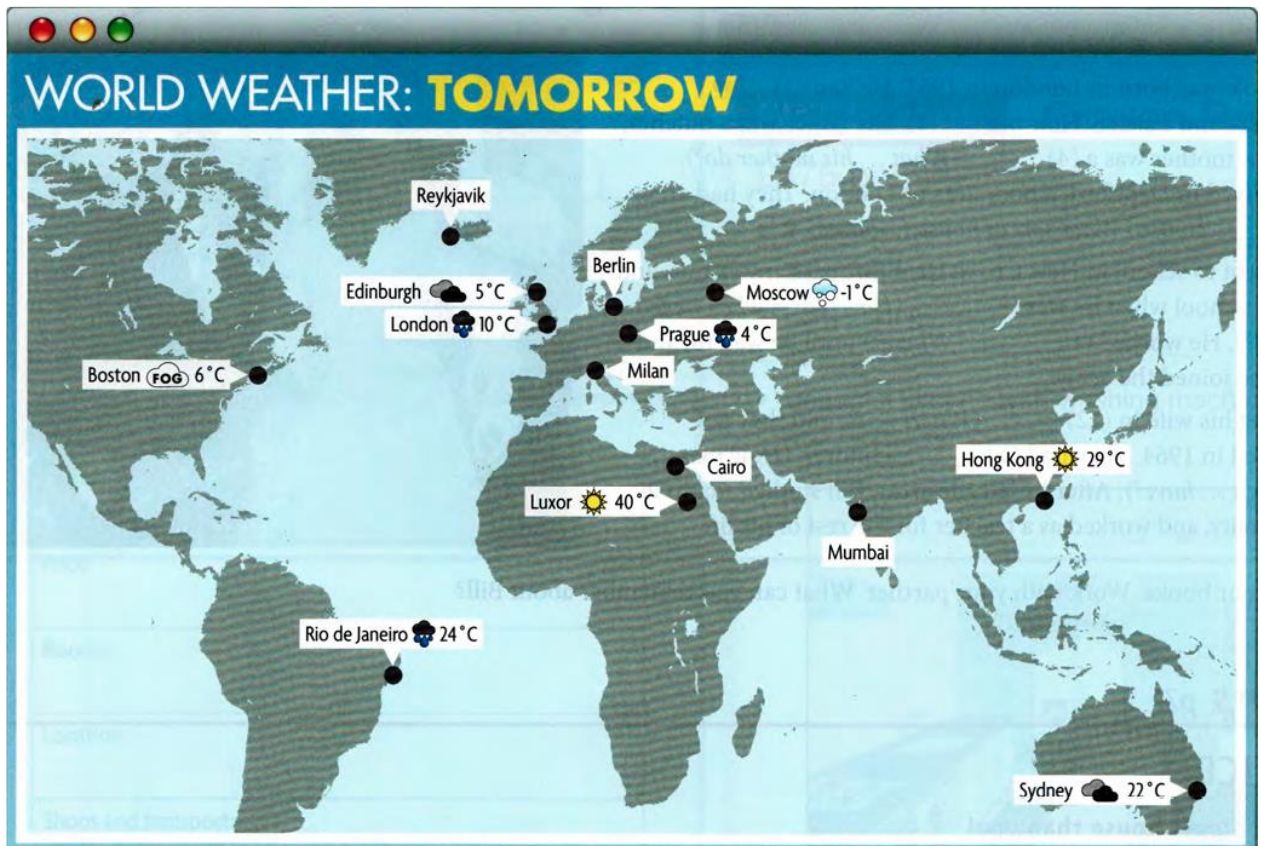 WORLD WEATHER: TOMORROW
Reykjavik
Berlin
Edinburgh 5°C
Moscow -1°C
London 10°C
Prague 4°C
Boston FOG 6°C
Milan
Cairo
Hong Kong 29°C
Luxor 40°C
Mumbai
Rio de Janeiro 24°C
Sydney 22°C